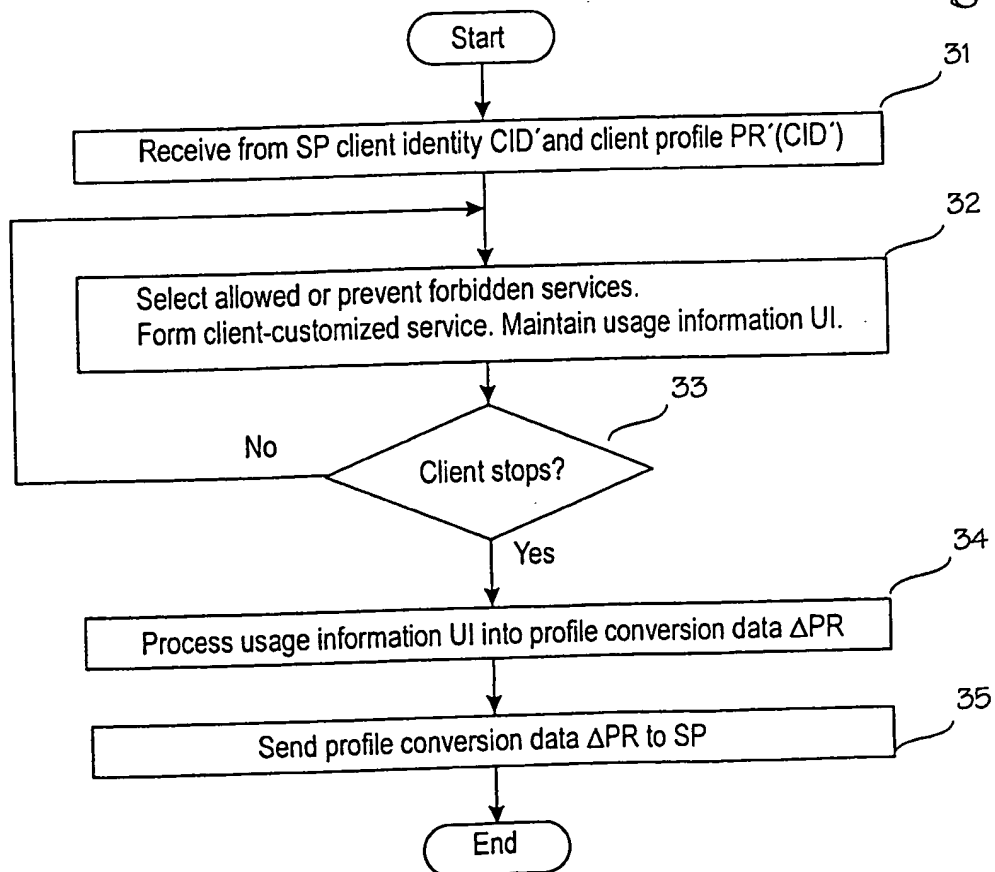 Start
31
Receive from SP client identity CID´and client profile PR´(CID´)
32
Select allowed or prevent forbidden services.
Form client-customized service. Maintain usage information UI.
33
No
Client stops?
Yes
34
Process usage information UI into profile conversion data ΔPR
35
Send profile conversion data ΔPR to SP
End